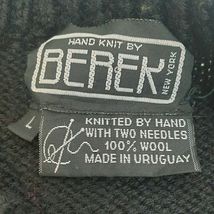 HAND KNIT BY
BEREK
NEW YORK
L
KNITTED BY HAND
WITH TWO NEEDLES
100% WOOL
MADE IN URUGUAY